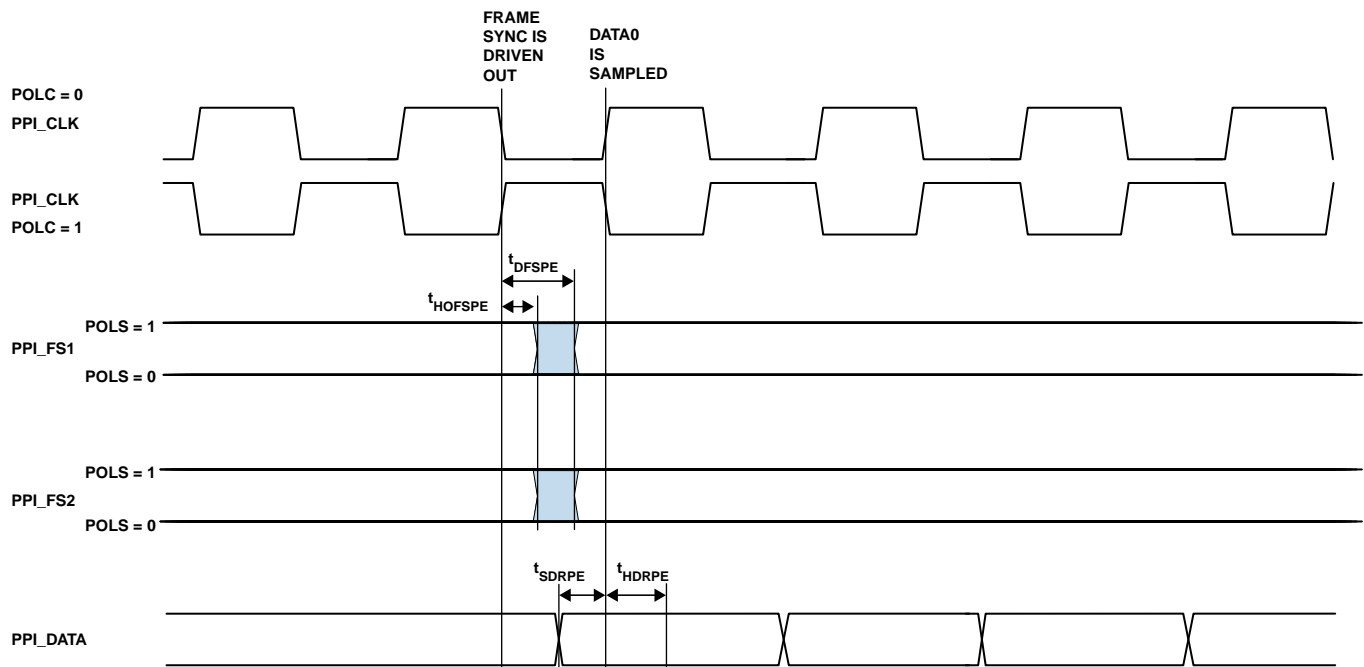 FRAME
SYNC IS
DRIVEN
OUT
DATA0
IS
SAMPLED
POLC = 0
PPI_CLK
PPI_CLK
POLC = 1
tDFSPE
tHOFSPE
POLS = 1
PPI_FS1
POLS = 0
POLS = 1
PPI_FS2
POLS = 0
tSDRPE
tHDRPE
PPI_DATA